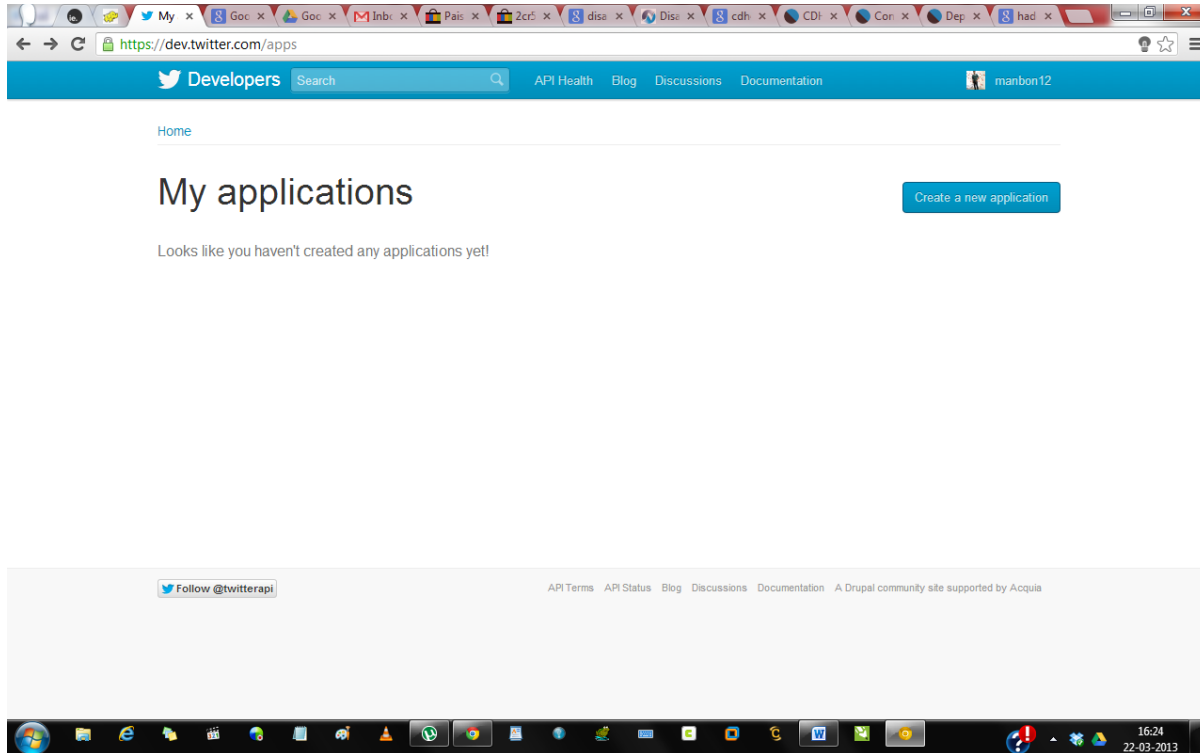 My Goo Goo Inbo Pais 2cr5 disa Disa cdh CDH Con Dep had
https://dev.twitter.com/apps
Developers Search API Health Blog Discussions Documentation manbon12
Home
My applications
Create a new application
Looks like you haven't created any applications yet!
Follow @twitterapi
API Terms API Status Blog Discussions Documentation A Drupal community site supported by Acquia
16:24
22-03-2013